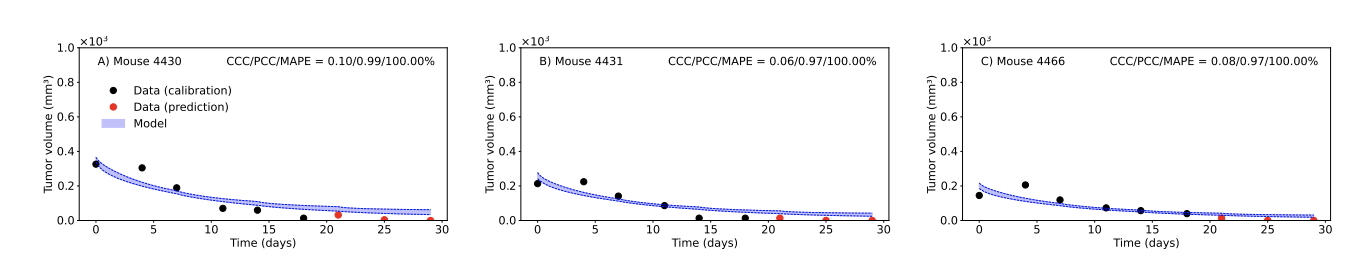 ×10³
1.0
A) Mouse 4430 CCC/PCC/MAPE = 0.10/0.99/100.00%
0.8
Data (calibration)
Data (prediction)
0.6
Model
0.4
0.2
0.0
Tumor volume (mm³)
0 5 10 15 20 25 30
Time (days)
×10³
1.0
B) Mouse 4431 CCC/PCC/MAPE = 0.06/0.97/100.00%
0.8
0.6
0.4
0.2
0.0
Tumor volume (mm³)
0 5 10 15 20 25 30
Time (days)
×10³
1.0
C) Mouse 4466 CCC/PCC/MAPE = 0.08/0.97/100.00%
0.8
0.6
0.4
0.2
0.0
Tumor volume (mm³)
0 5 10 15 20 25 30
Time (days)